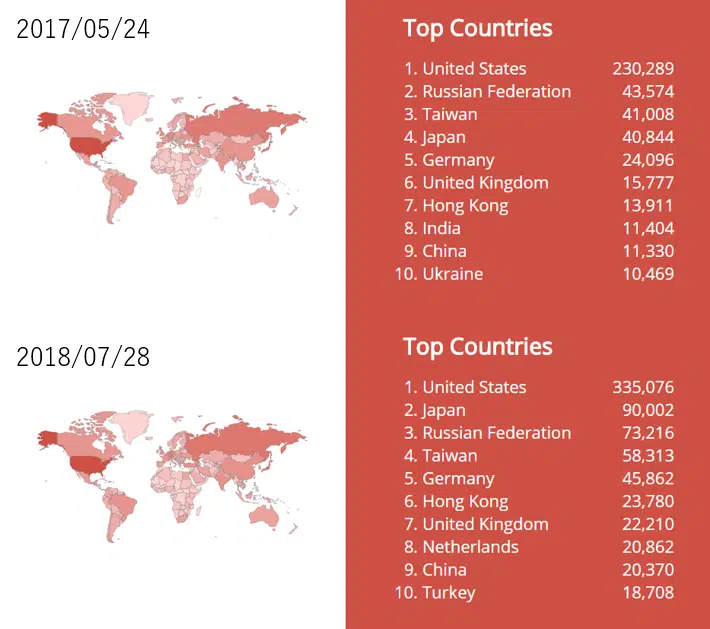 2017/05/24
Top Countries
1. United States 230,289
2. Russian Federation 43,574
3. Taiwan 41,008
4. Japan 40,844
5. Germany 24,096
6. United Kingdom 15,777
7. Hong Kong 13,911
8. India 11,404
9. China 11,330
10. Ukraine 10,469
2018/07/28
Top Countries
1. United States 335,076
2. Japan 90,002
3. Russian Federation 73,216
4. Taiwan 58,313
5. Germany 45,862
6. Hong Kong 23,780
7. United Kingdom 22,210
8. Netherlands 20,862
9. China 20,370
10. Turkey 18,708